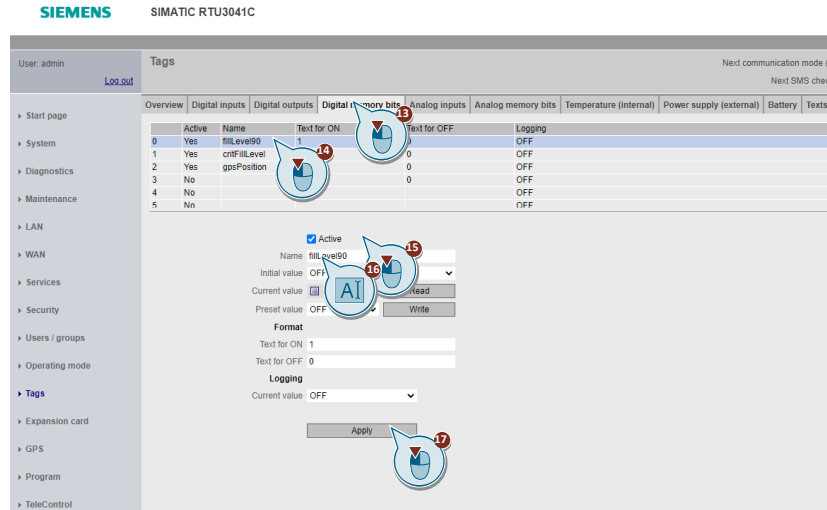 SIEMENS SIMATIC RTU3041C
User: admin
Log out
Tags
Next communication mode
Next SMS
Overview Digital inputs Digital outputs Digital memory bits Analog inputs Analog memory bits Temperature (internal) Power supply (external) Battery Texts
13
Active Name Text for ON Text for OFF Logging
0 Yes fillLevel90 1 0 OFF
1 Yes critFillLevel 0 OFF
2 Yes gpsPosition 0 OFF
3 No 0 OFF
4 No OFF
5 No OFF
14
Start page
System
Diagnostics
Maintenance
LAN
WAN
Services
Security
Users / groups
Operating mode
Tags
Expansion card
GPS
Program
TeleControl
Active
15
Name fillLevel90
16
Initial value OFF
AI
Current value Read
Preset value OFF Write
Format
Text for ON 1
Text for OFF 0
Logging
Current value OFF
Apply
17